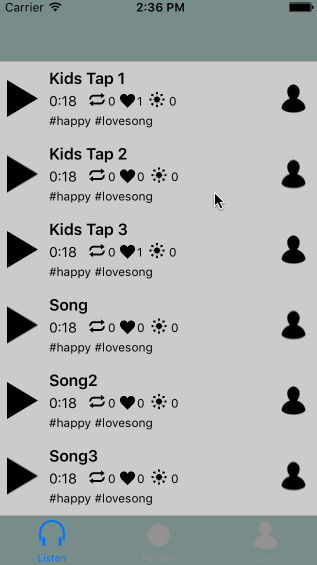 Carrier 2:36 PM
Kids Tap 1
0:18 0 1 0
#happy #lovesong
Kids Tap 2
0:18 0 0 0
#happy #lovesong
Kids Tap 3
0:18 0 1 0
#happy #lovesong
Song
0:18 0 0 0
#happy #lovesong
Song2
0:18 0 0 0
#happy #lovesong
Song3
0:18 0 0 0
#happy #lovesong
Listen Record You